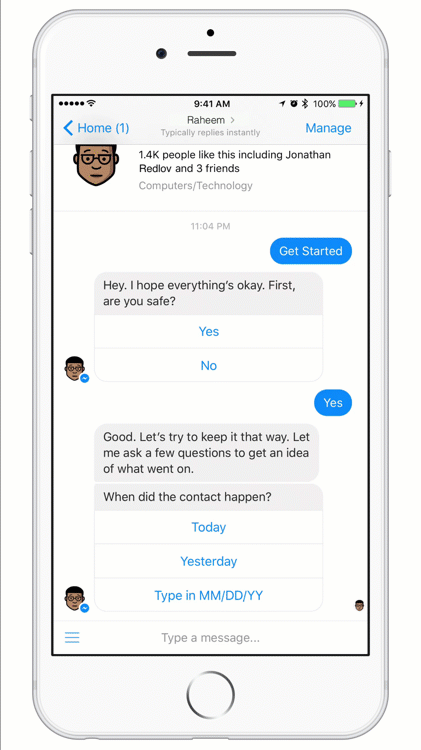 9:41 AM
100%
Home (1)
Raheem
Typically replies instantly
Manage
1.4K people like this including Jonathan
Redlov and 3 friends
Computers/Technology
11:04 PM
Get Started
Hey. I hope everything's okay. First,
are you safe?
Yes
No
Yes
Good. Let's try to keep it that way. Let
me ask a few questions to get an idea
of what went on.
When did the contact happen?
Today
Yesterday
Type in MM/DD/YY
Type a message...